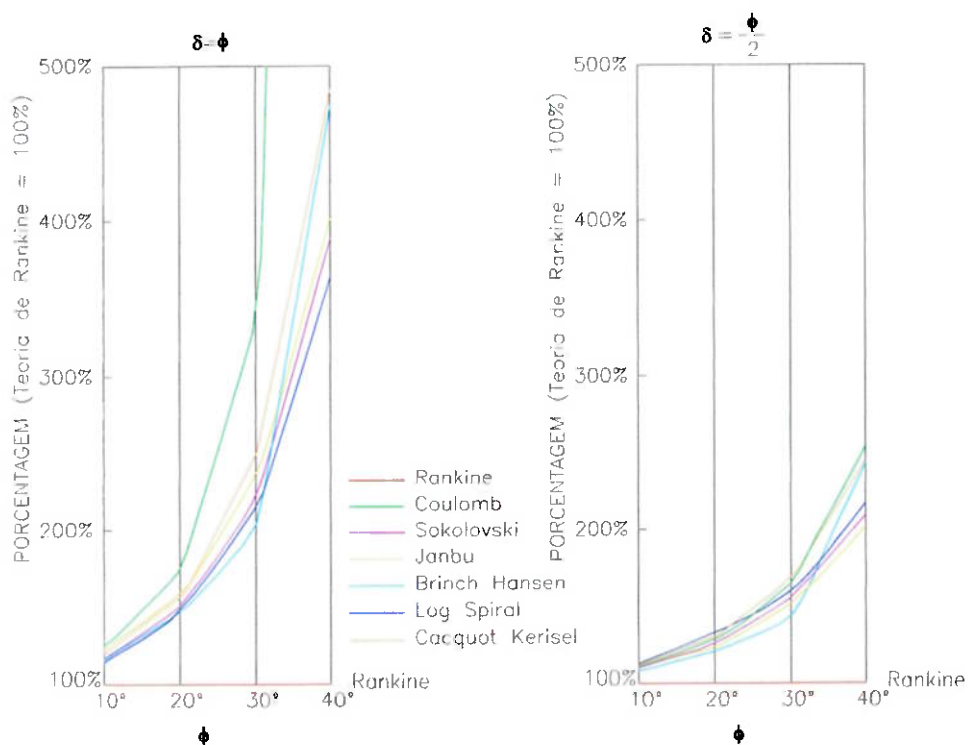 δ=ϕ
500%
400%
300%
200%
100%
PORCENTAGEM (Teoria de Rankine = 100%)
10° 20° 30° 40°
Rankine
ϕ
Rankine
Coulomb
Sokolovski
Janbu
Brinch Hansen
Log Spiral
Cacquot Kerisel
δ = ϕ/2
500%
400%
300%
200%
100%
PORCENTAGEM (Teoria de Rankine = 100%)
10° 20° 30° 40°
Rankine
ϕ